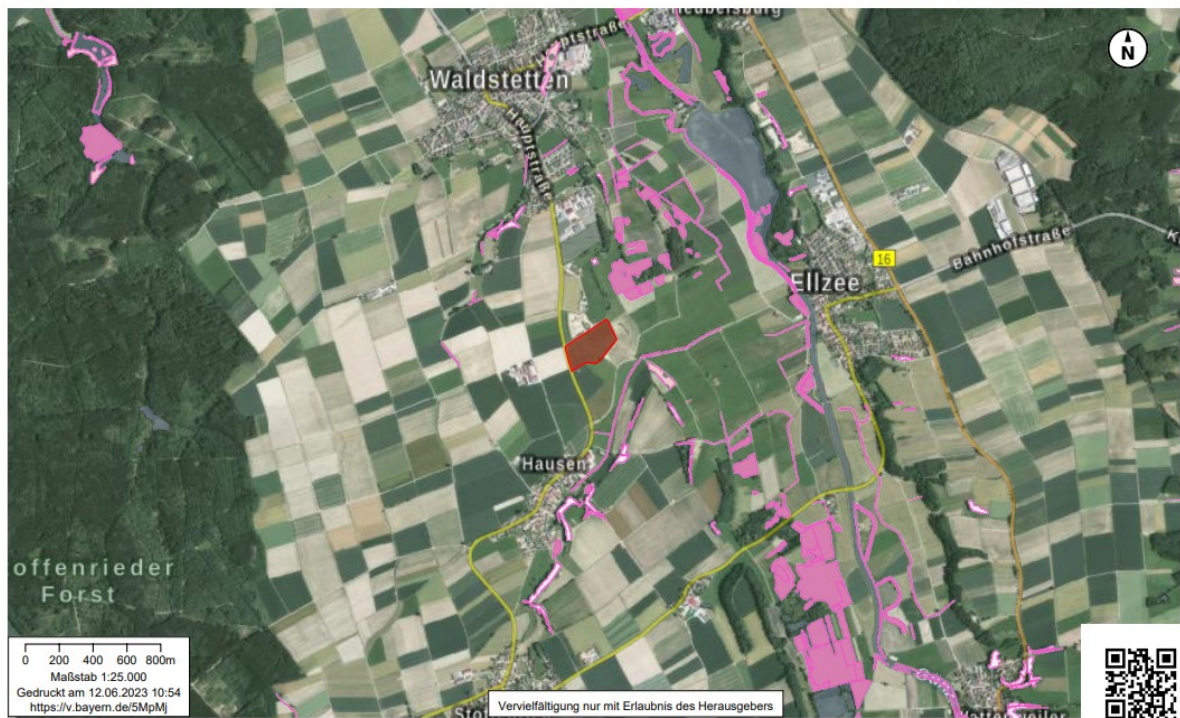 Hauptstraße
N
Waldstetten
Hauptstraße
16
Bahnhofstraße
Ellzee
Hausen
offenrieder
Forst
0 200 400 600 800m
Maßstab 1:25.000
Gedruckt am 12.06.2023 10:54
https://v.bayern.de/5MpMj
Vervielfältigung nur mit Erlaubnis des Herausgebers